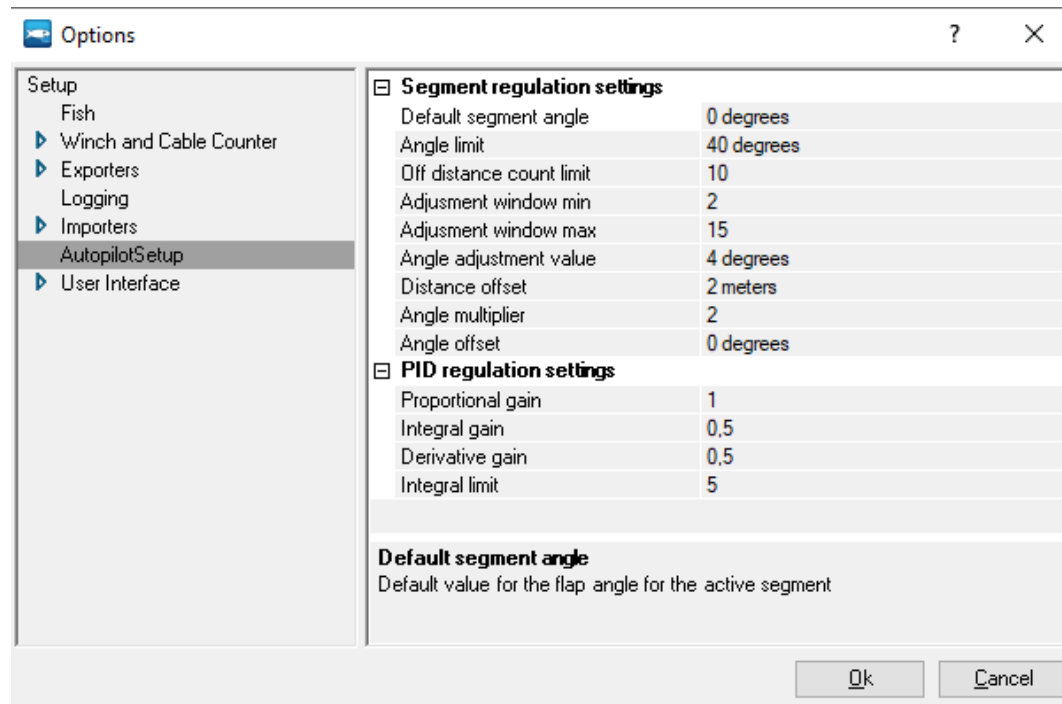 Options
?
Setup
Fish
Winch and Cable Counter
Exporters
Logging
Importers
AutopilotSetup
User Interface
Segment regulation settings
Default segment angle 0 degrees
Angle limit 40 degrees
Off distance count limit 10
Adjusment window min 2
Adjusment window max 15
Angle adjustment value 4 degrees
Distance offset 2 meters
Angle multiplier 2
Angle offset 0 degrees
PID regulation settings
Proportional gain 1
Integral gain 0,5
Derivative gain 0,5
Integral limit 5
Default segment angle
Default value for the flap angle for the active segment
Ok Cancel